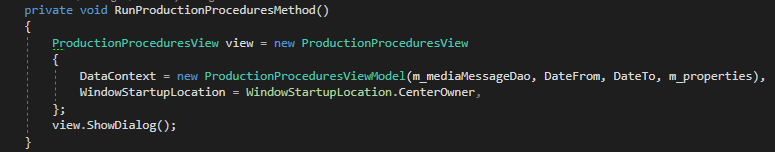 private void RunProductionProceduresMethod()
{
ProductionProceduresView view = new ProductionProceduresView
{
DataContext = new ProductionProceduresViewModel(m_mediaMessageDao, DateFrom, DateTo, m_properties),
WindowStartupLocation = WindowStartupLocation.CenterOwner,
};
view.ShowDialog();
}